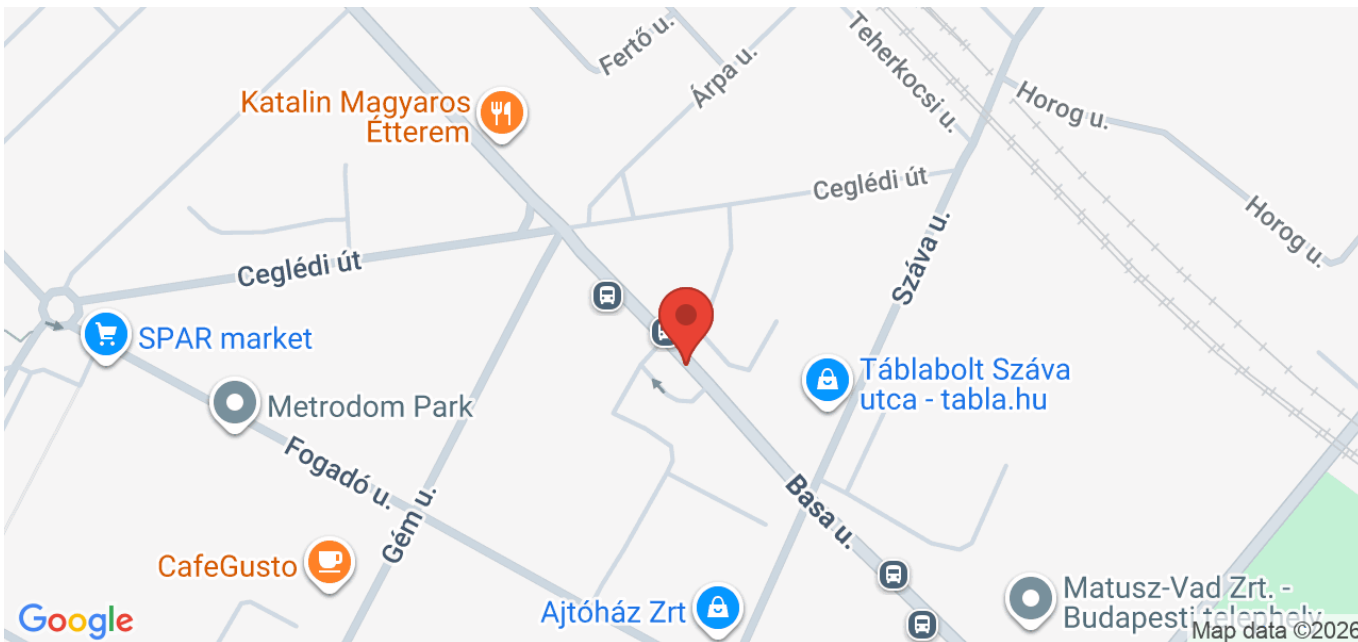 Fertő u.
Árpa u.
Teherkocsi u.
Horog u.
Katalin Magyaros
Étterem
Ceglédi út
Horog u.
Száva u.
Ceglédi út
SPAR market
Táblabolt Száva
utca - tabla.hu
Metrodom Park
Fogadó u.
Gém u.
Basa u.
CafeGusto
Ajtóház Zrt
Matusz-Vad Zrt. -
Budapesti telephely
Google
Map data ©2026